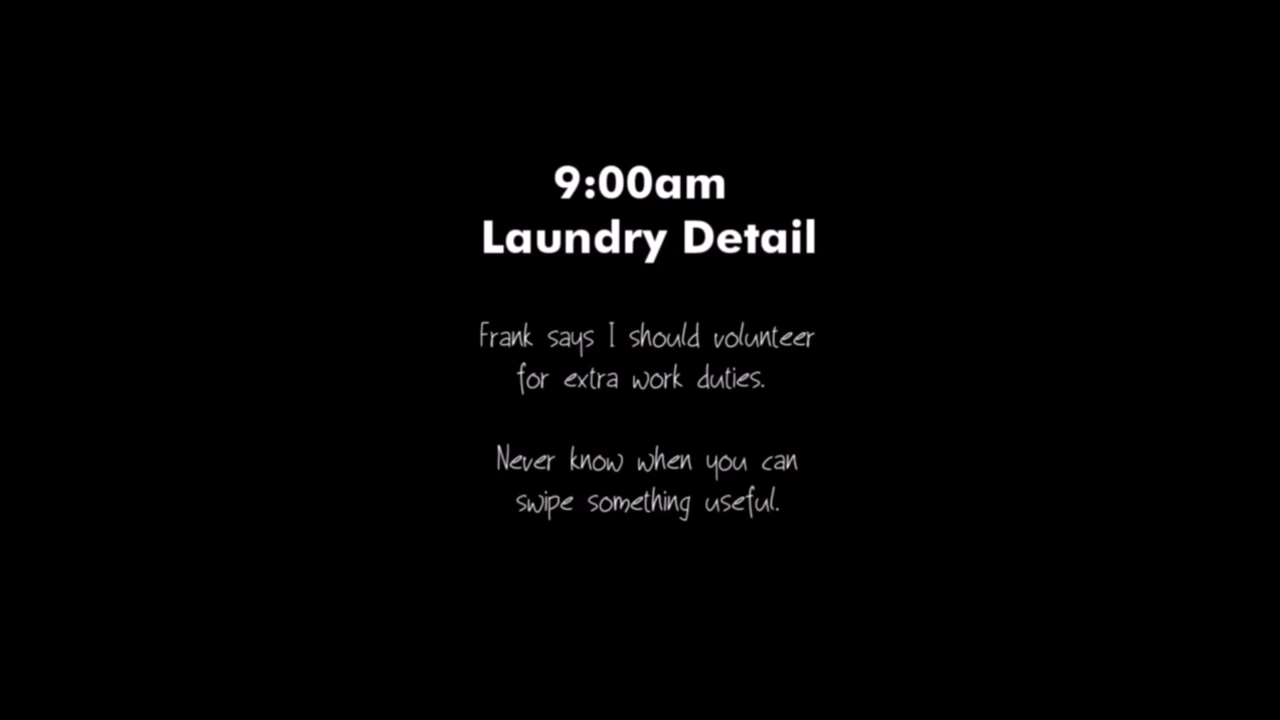 9:00am
Laundry Detail
Frank says I should volunteer
for extra work duties.
Never know when you can
swipe something useful.